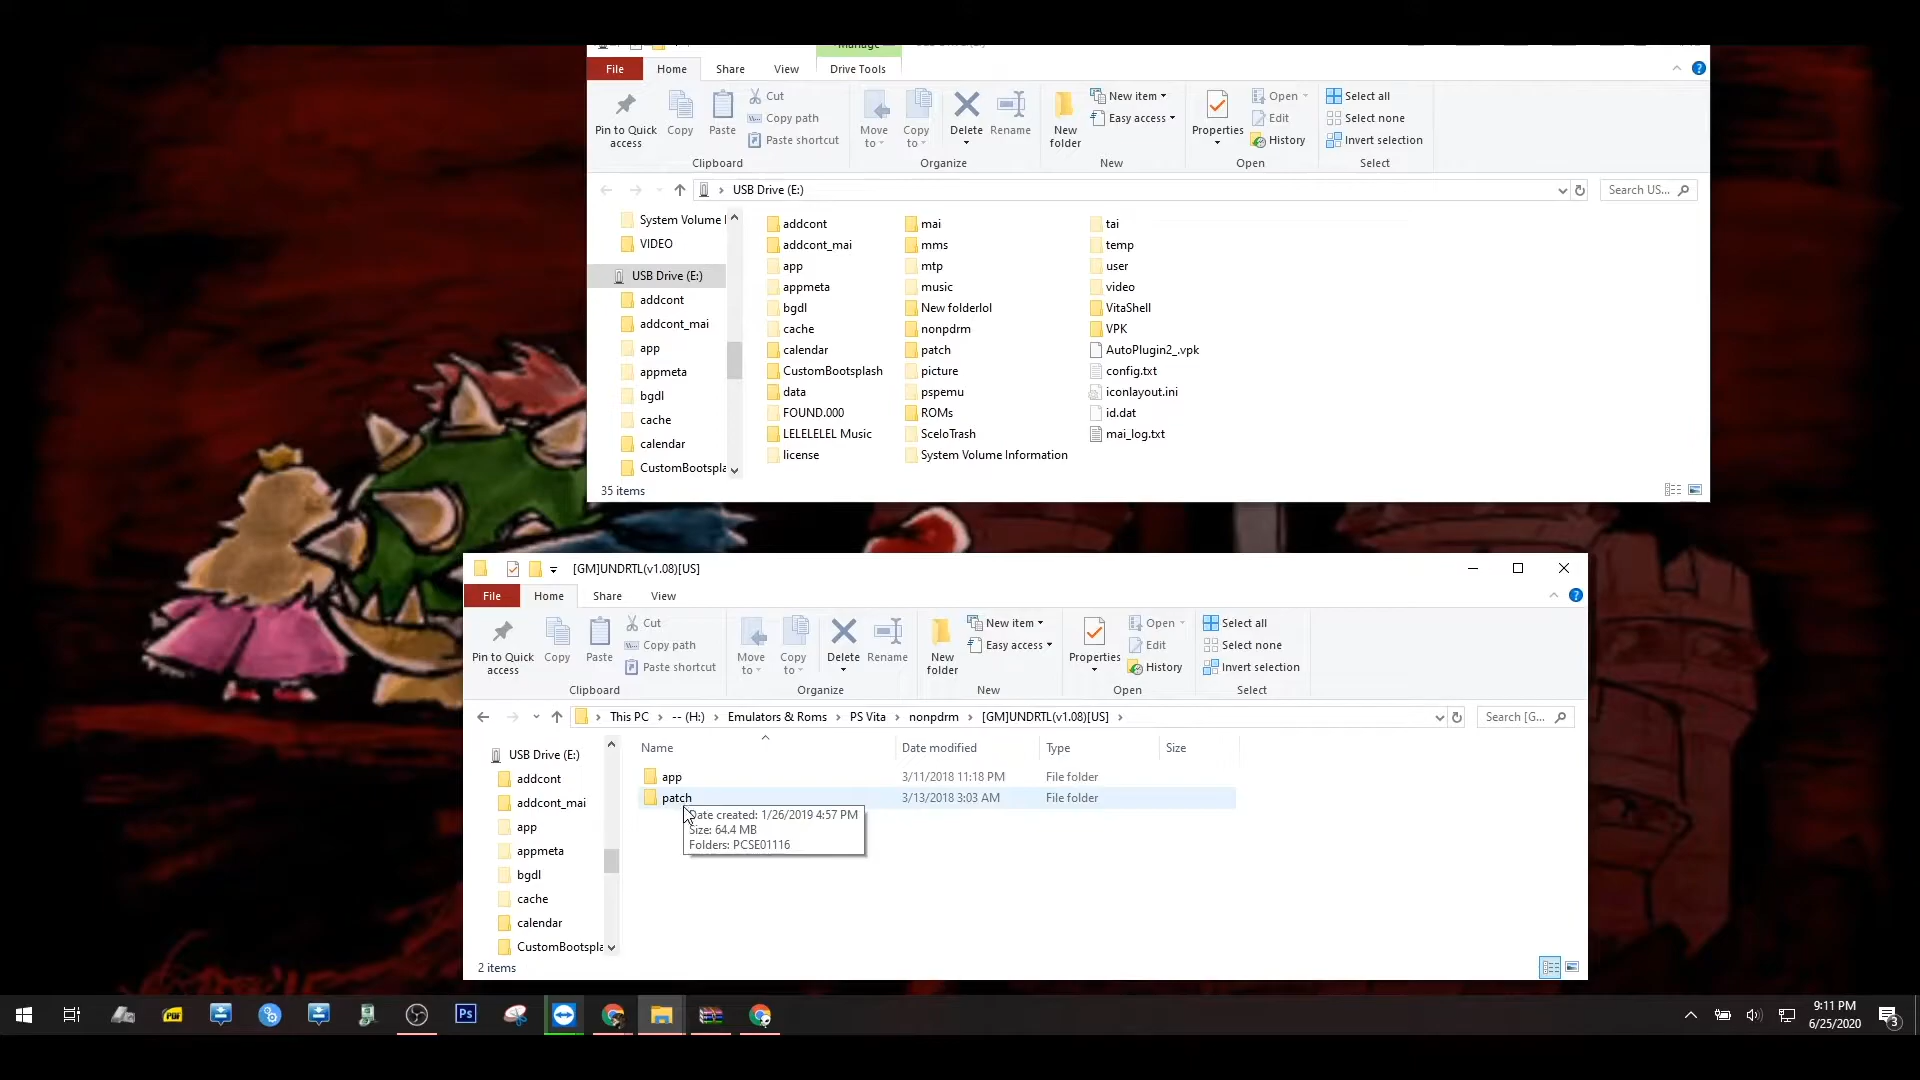 Manage
File Home Share View Drive Tools
Pin to Quick access
Copy
Paste
Cut
Copy path
Paste shortcut
Clipboard
Move to
Copy to
Delete
Rename
Organize
New folder
New item
Easy access
New
Properties
Open
Edit
History
Open
Select all
Select none
Invert selection
Select
USB Drive (E:)
Search US...
System Volume I
VIDEO
USB Drive (E:)
addcont
addcont_mai
app
appmeta
bgdl
cache
calendar
CustomBootspla
addcont
addcont_mai
app
appmeta
bgdl
cache
calendar
CustomBootsplash
data
FOUND.000
LELELELEL Music
license
mai
mms
mtp
music
New folderlol
nonpdrm
patch
picture
pspemu
ROMs
SceloTrash
System Volume Information
tai
temp
user
video
VitaShell
VPK
AutoPlugin2_.vpk
config.txt
iconlayout.ini
id.dat
mai_log.txt
35 items
[GM]UNDRTL(v1.08)[US]
File Home Share View
Pin to Quick access
Copy
Paste
Cut
Copy path
Paste shortcut
Clipboard
Move to
Copy to
Delete
Rename
Organize
New folder
New item
Easy access
New
Properties
Open
Edit
History
Open
Select all
Select none
Invert selection
Select
This PC > -- (H:) > Emulators & Roms > PS Vita > nonpdrm > [GM]UNDRTL(v1.08)[US] >
Search [G...
USB Drive (E:)
addcont
addcont_mai
app
appmeta
bgdl
cache
calendar
CustomBootspla
Name Date modified Type Size
app 3/11/2018 11:18 PM File folder
patch 3/13/2018 3:03 AM File folder
Date created: 1/26/2019 4:57 PM
Size: 64.4 MB
Folders: PCSE01116
2 items
PDF
Ps
9:11 PM
6/25/2020
3